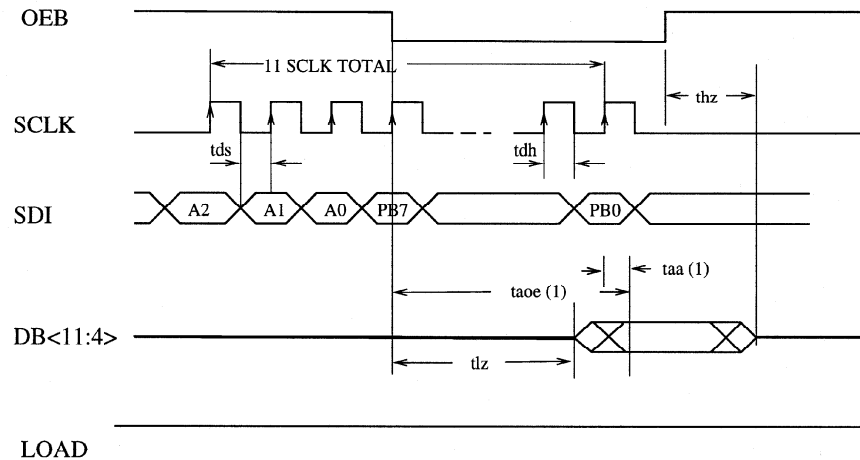 OEB
11 SCLK TOTAL
thz
SCLK
tds
tdh
SDI
A2
A1
A0
PB7
PB0
taa (1)
taoe (1)
DB<11:4>
tlz
LOAD